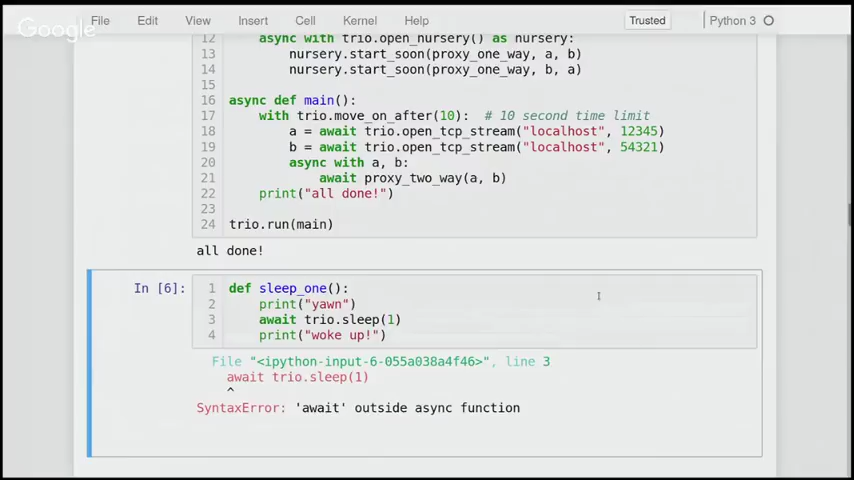 Google
File Edit View Insert Cell Kernel Help Trusted Python 3
12 async with trio.open_nursery() as nursery:
13 nursery.start_soon(proxy_one_way, a, b)
14 nursery.start_soon(proxy_one_way, b, a)
15
16 async def main():
17 with trio.move_on_after(10): # 10 second time limit
18 a = await trio.open_tcp_stream("localhost", 12345)
19 b = await trio.open_tcp_stream("localhost", 54321)
20 async with a, b:
21 await proxy_two_way(a, b)
22 print("all done!")
23
24 trio.run(main)
all done!
In [6]: 1 def sleep_one():
2 print("yawn")
3 await trio.sleep(1)
4 print("woke up!")
File "<ipython-input-6-055a038a4f46>", line 3
await trio.sleep(1)
^
SyntaxError: 'await' outside async function